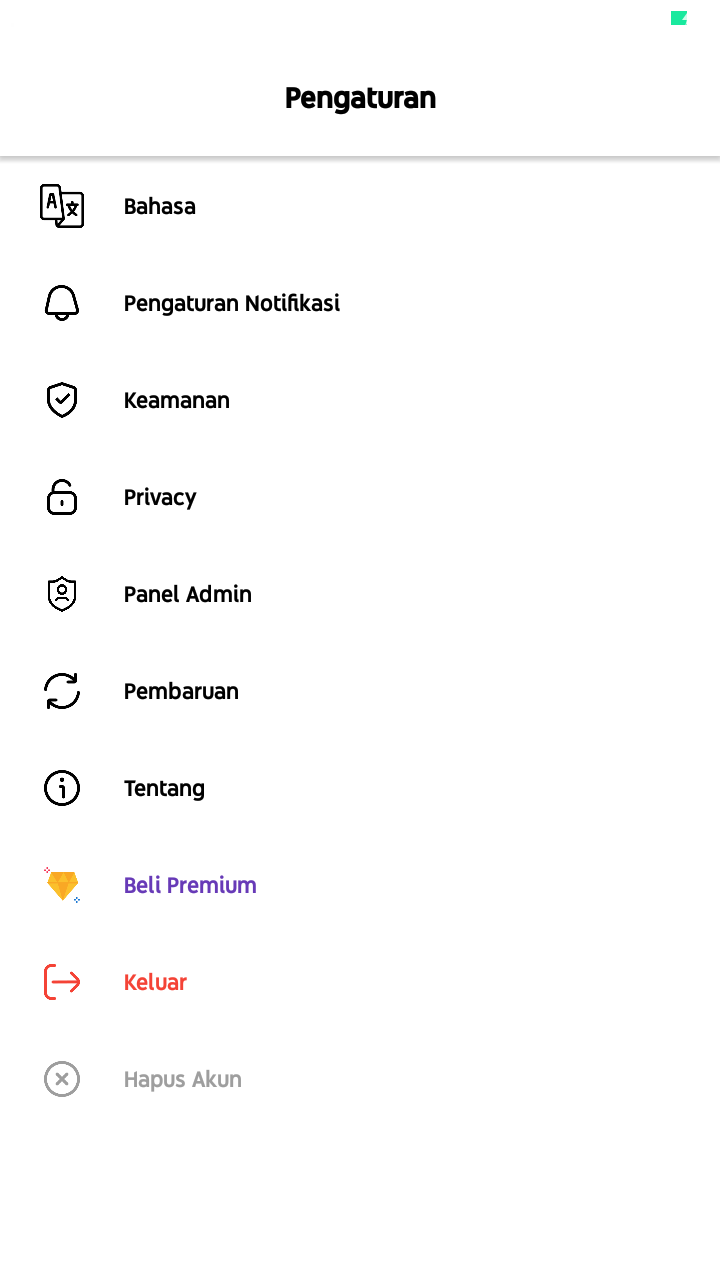 Pengaturan
Bahasa
Pengaturan Notifikasi
Keamanan
Privacy
Panel Admin
Pembaruan
Tentang
Beli Premium
Keluar
Hapus Akun